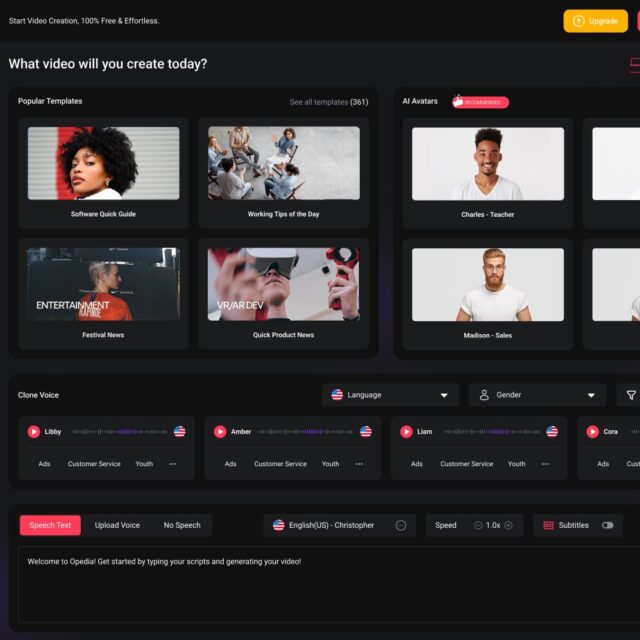 Start Video Creation, 100% Free & Effortless.
Upgrade
What video will you create today?
Popular Templates
See all templates (361)
Software Quick Guide
Working Tips of the Day
ENTERTAINMENT
Festival News
VR/AR DEV
Quick Product News
AI Avatars
RECOMMENDED
Charles - Teacher
Madison - Sales
Clone Voice
Language
Gender
Libby
Ads Customer Service Youth ...
Amber
Ads Customer Service Youth ...
Liam
Ads Customer Service Youth ...
Cora
Ads Cust
Speech Text
Upload Voice
No Speech
English(US) - Christopher
Speed
1.0x
Subtitles
Welcome to Opedia! Get started by typing your scripts and generating your video!